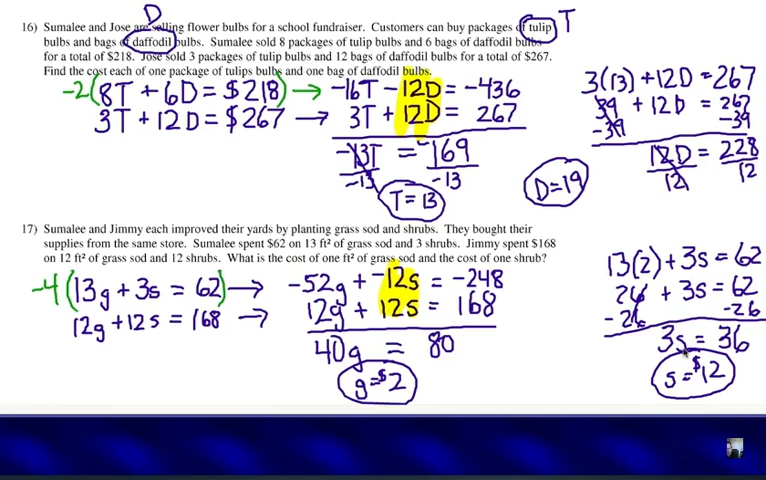 D
T
16) Sumalee and Jose are selling flower bulbs for a school fundraiser. Customers can buy packages of tulip
bulbs and bags of daffodil bulbs. Sumalee sold 8 packages of tulip bulbs and 6 bags of daffodil bulbs
for a total of $218. Jose sold 3 packages of tulip bulbs and 12 bags of daffodil bulbs for a total of $267.
Find the cost each of one package of tulips bulbs and one bag of daffodil bulbs.
-2(8T + 6D = $218) → -16T - 12D = -436
3T + 12D = $267 → 3T + 12D = 267
-13T = -169
-13 -13
T = 13
3(13) + 12D = 267
39 + 12D = 267
-39 -39
12D = 228
12 12
D = 19
17) Sumalee and Jimmy each improved their yards by planting grass sod and shrubs. They bought their
supplies from the same store. Sumalee spent $62 on 13 ft² of grass sod and 3 shrubs. Jimmy spent $168
on 12 ft² of grass sod and 12 shrubs. What is the cost of one ft² of grass sod and the cost of one shrub?
-4(13g + 3s = 62) → -52g + -12s = -248
12g + 12s = 168 → 12g + 12s = 168
40g = 80
g = $2
13(2) + 3s = 62
26 + 3s = 62
-26 -26
3s = 36
s = $12